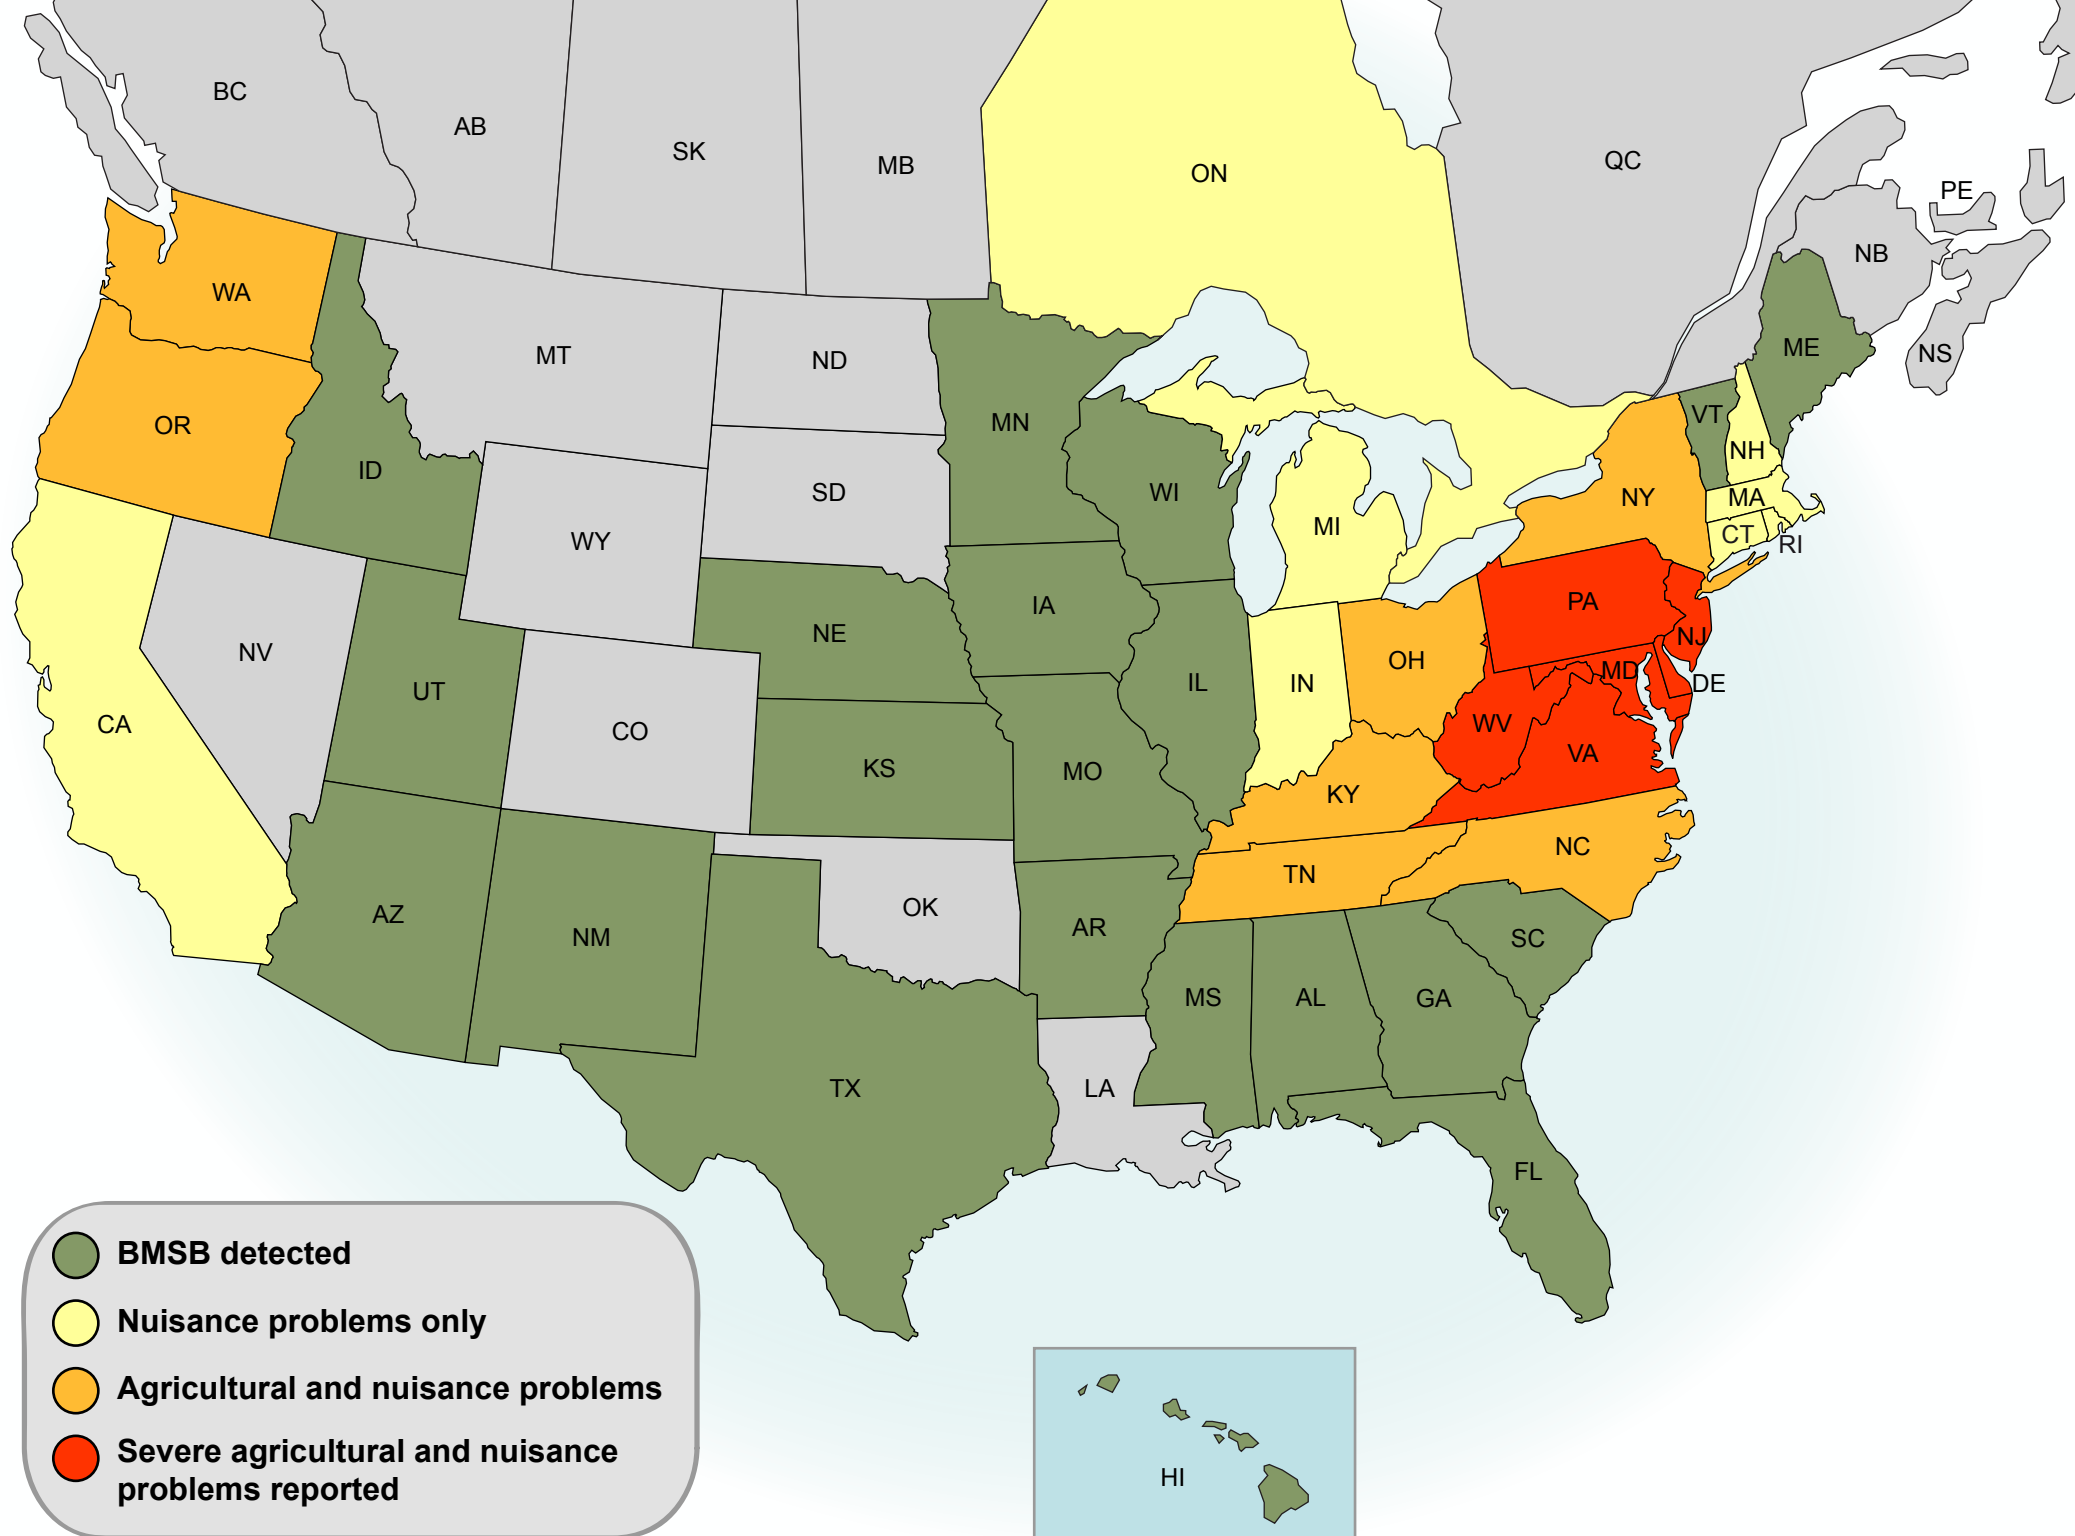 BC
AB
SK
MB
ON
QC
PE
NB
NS
WA
MT
ND
ME
OR
ID
MN
VT
NH
WY
SD
WI
MI
NY
MA
CT
RI
NV
UT
NE
IA
PA
NJ
CA
CO
KS
MO
IL
IN
OH
MD
DE
WV
VA
KY
NC
TN
AZ
NM
OK
AR
SC
MS
AL
GA
TX
LA
FL
BMSB detected
Nuisance problems only
Agricultural and nuisance problems
Severe agricultural and nuisance
problems reported
HI